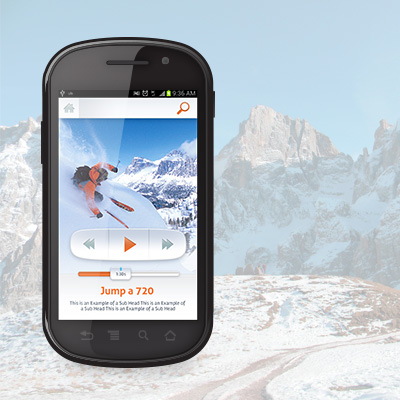 9:36 AM
5.30s
Jump a 720
This is an Example of a Sub Head This is an Example of
a Sub Head This is an Example of a Sub Head